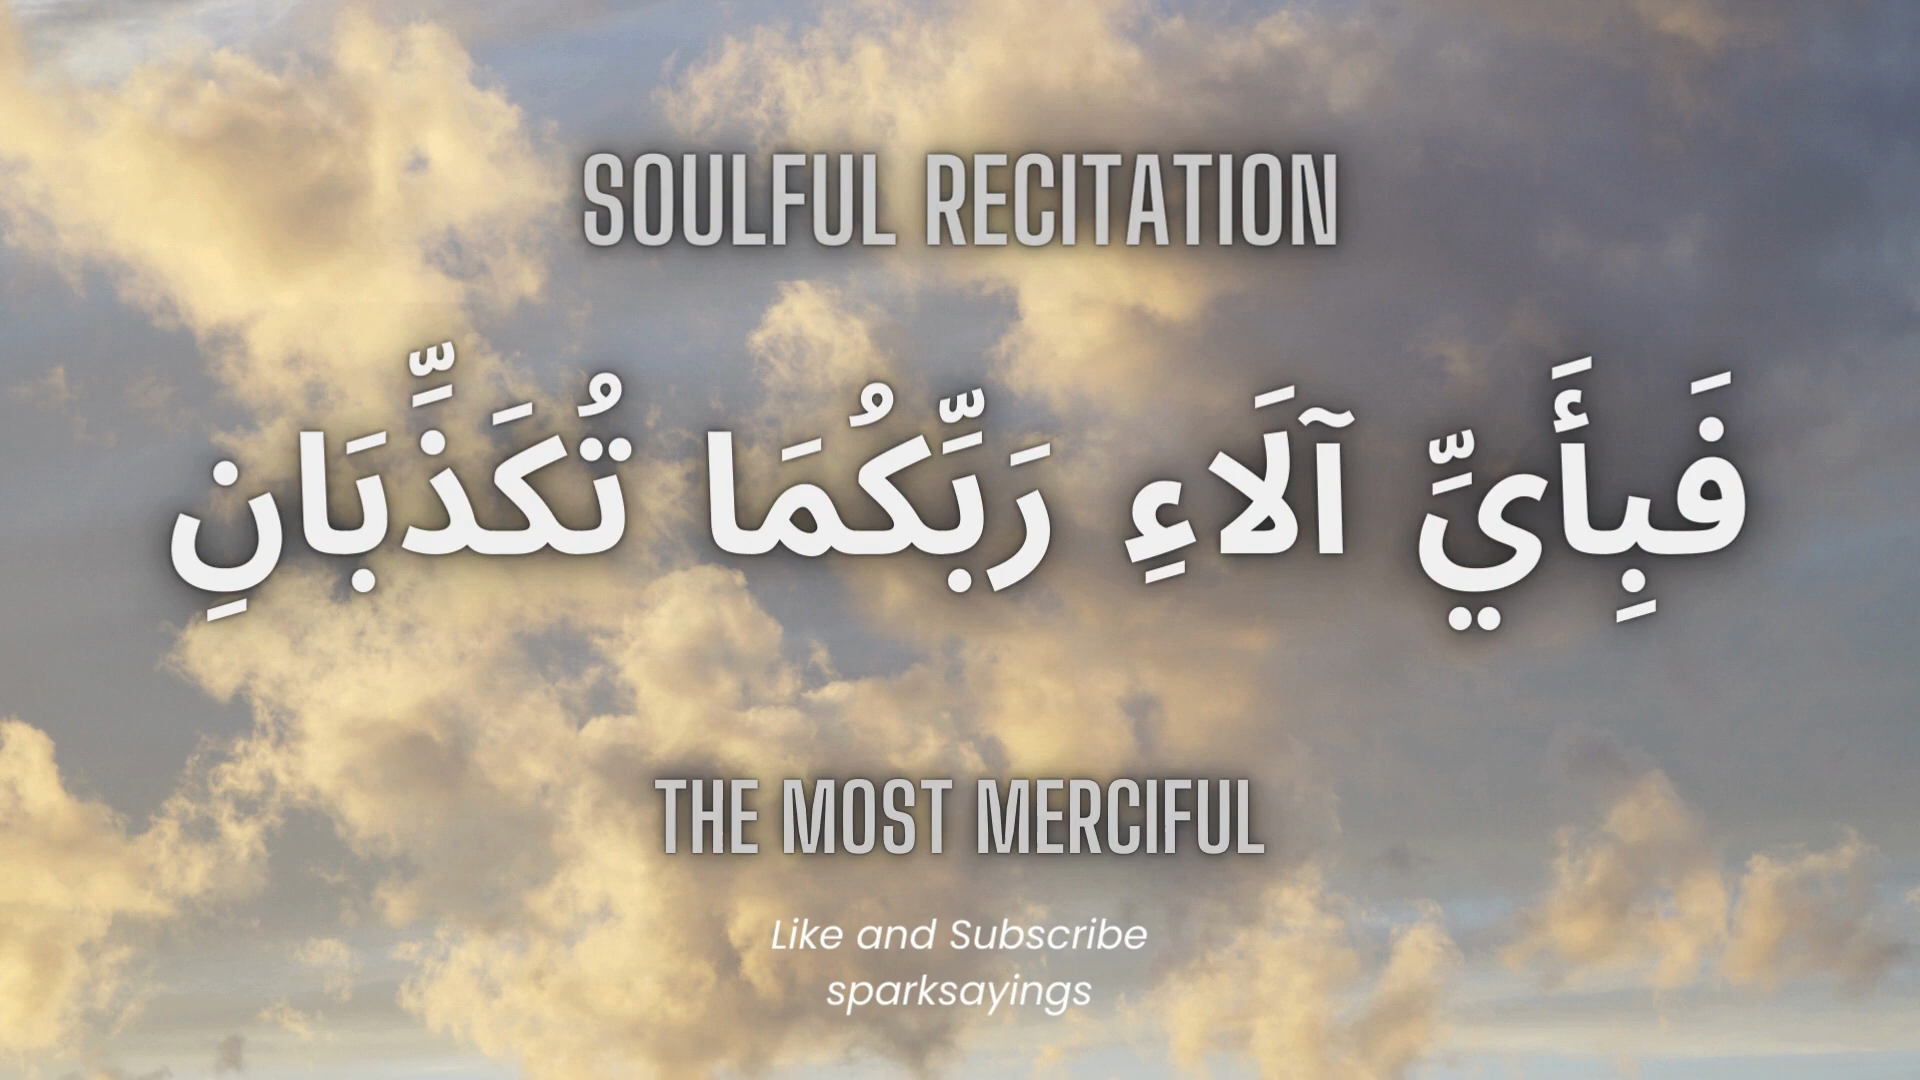 SOULFUL RECITATION
فَبِأَيِّ آلَاءِ رَبِّكُمَا تُكَذِّبَانِ
THE MOST MERCIFUL
Like and Subscribe
sparksayings